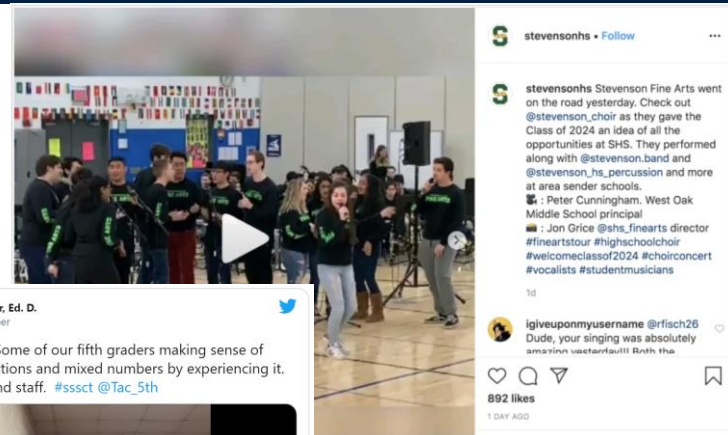 stevensonhs • Follow
stevensonhs Stevenson Fine Arts went
on the road yesterday. Check out
@stevenson_choir as they gave the
Class of 2024 an idea of all the
opportunities at SHS. They performed
along with @stevenson.band and
@stevenson_hs_percussion and more
at area sender schools.
: Peter Cunningham. West Oak
Middle School principal
: Jon Grice @shs_finearts director
#fineartstour #highschoolchoir
#welcomeclassof2024 #choirconcert
#vocalists #studentmusicians
1d
igiveuponmyusername @rfisch26
Dude, your singing was absolutely
amazing yesterday!!! Both the
892 likes
1 DAY AGO
, Ed. D.
Some of our fifth graders making sense of
tions and mixed numbers by experiencing it.
nd staff. #sssct @Tac_5th